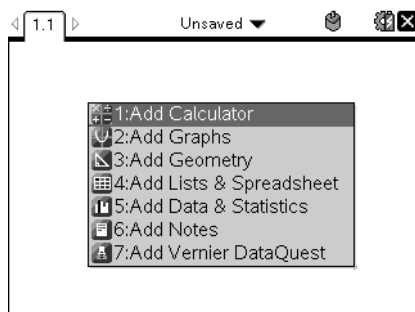 1.1 Unsaved
1:Add Calculator
2:Add Graphs
3:Add Geometry
4:Add Lists & Spreadsheet
5:Add Data & Statistics
6:Add Notes
7:Add Vernier DataQuest